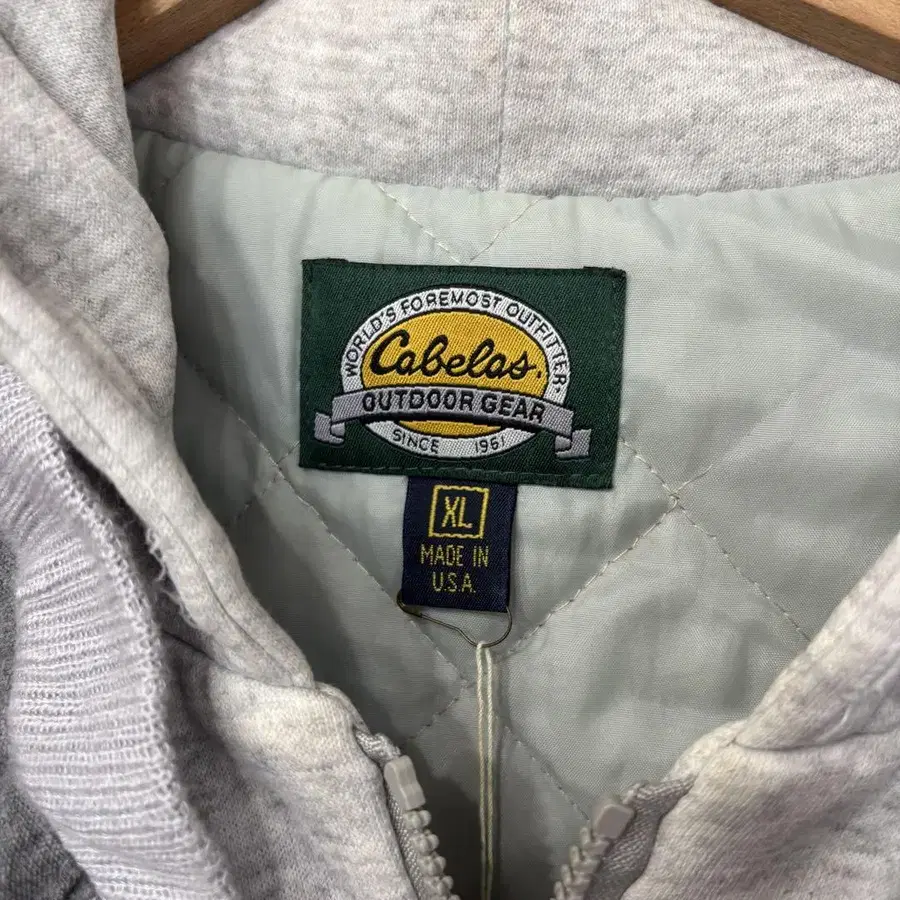 WORLD'S FOREMOST OUTFITTER.
Cabelas.
OUTDOOR GEAR
SINCE 1961
XL
MADE IN
U.S.A.